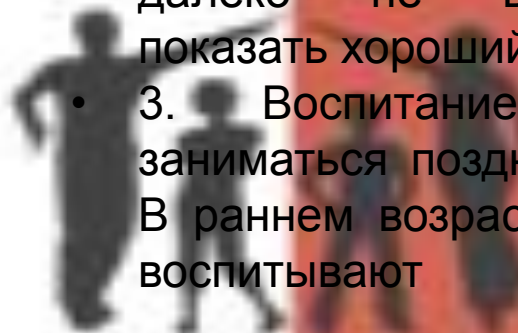 показать хороший
• 3. Воспитание
заниматься поздн
В раннем возрас
воспитывают